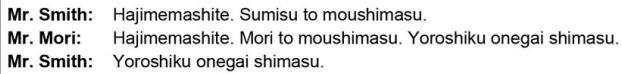 Mr. Smith: Hajimemashite. Sumisu to moushimasu.
Mr. Mori: Hajimemashite. Mori to moushimasu. Yoroshiku onegai shimasu.
Mr. Smith: Yoroshiku onegai shimasu.